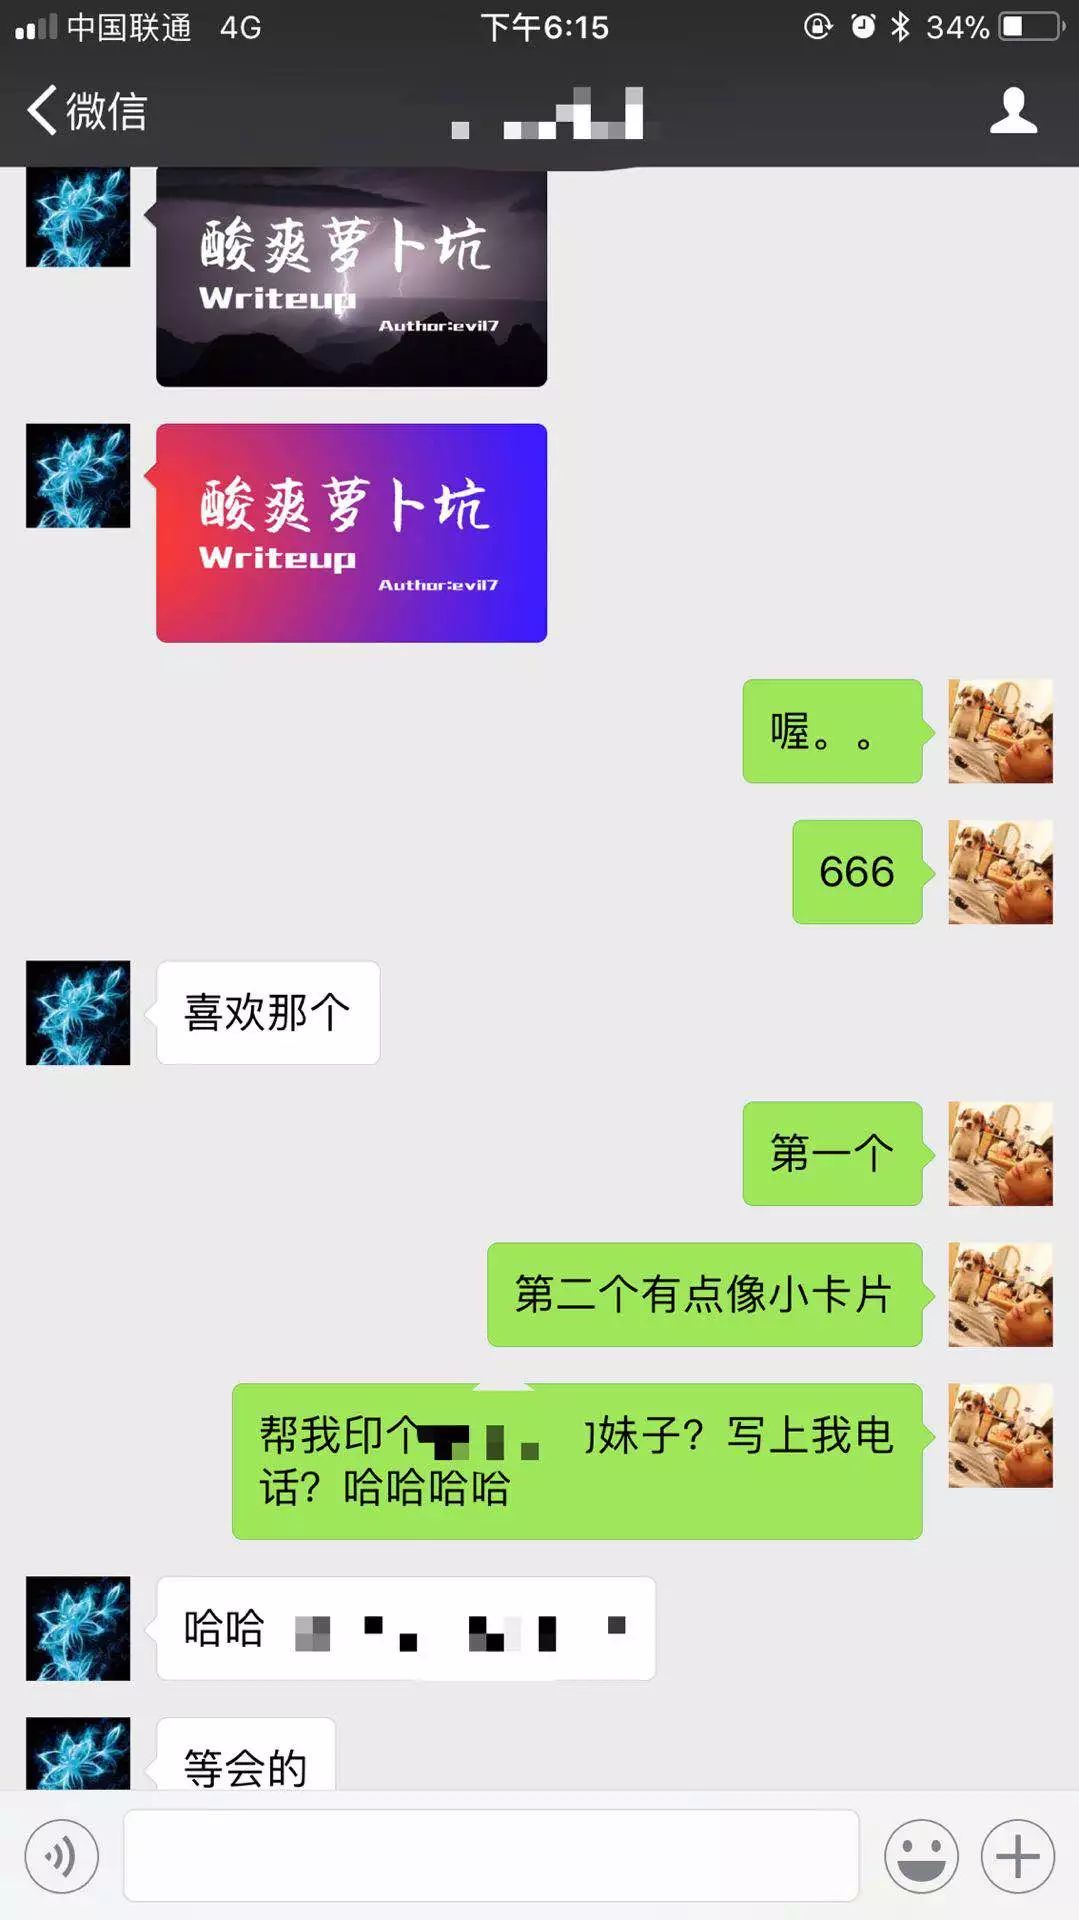 中国联通 4G 下午6:15 34%
微信
酸爽萝卜坑
Writeup
Author:evil7
酸爽萝卜坑
Writeup
Author:evil7
喔。。
666
喜欢那个
第一个
第二个有点像小卡片
帮我印个 妹子？写上我电
话？哈哈哈哈
哈哈
等会的